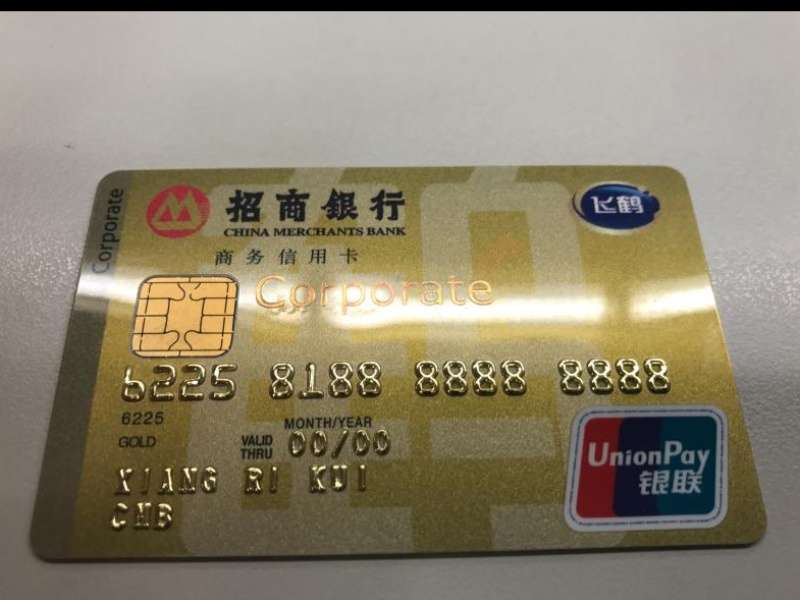 Corporate
招商銀行
CHINA MERCHANTS BANK
飞鹤
商务信用卡
Corporate
6225 8188 8888 8888
6225
MONTH/YEAR
GOLD
VALID THRU 00/00
XIANG RI KUI
CMB
UnionPay
银联